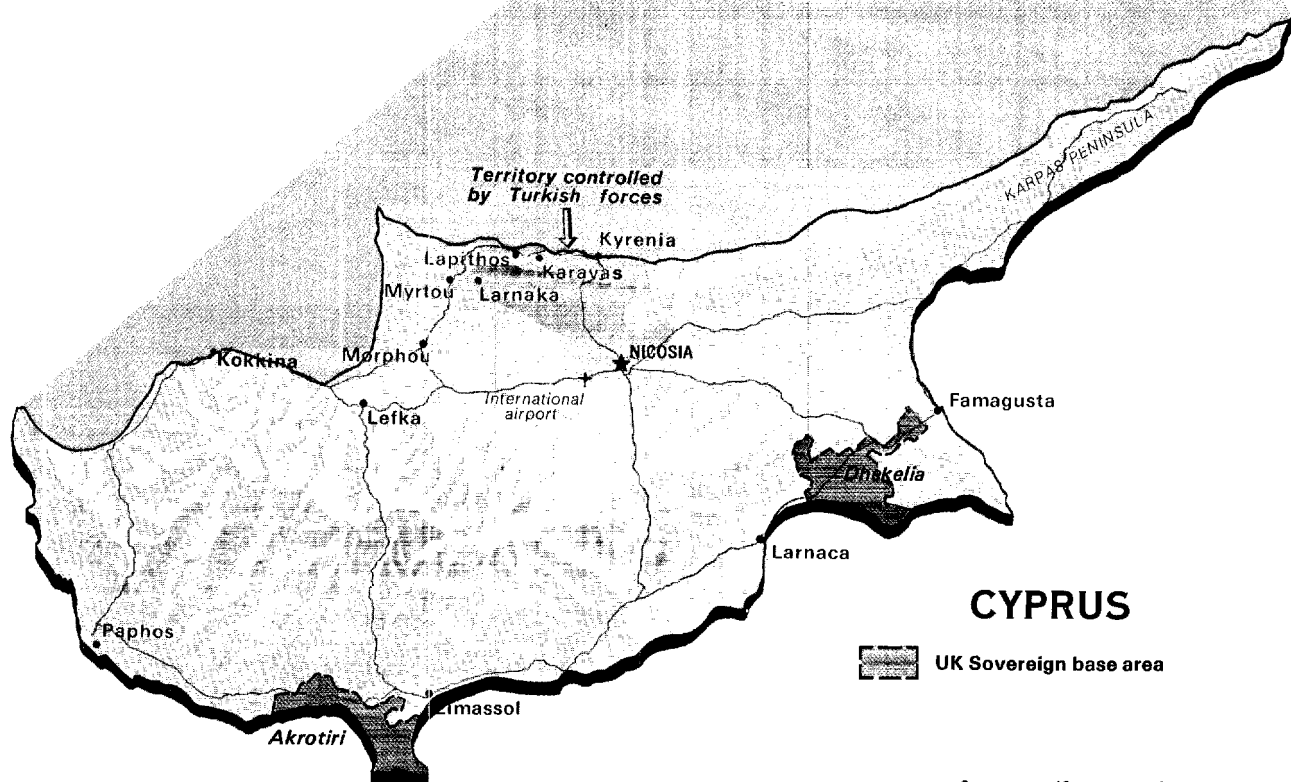 KARPAS PENINSULA
Territory controlled
by Turkish forces
Kyrenia
Lapithos
Karavas
Myrtou
Larnaka
Morphou
NICOSIA
Kokkina
International
airport
Lefka
Famagusta
Dhekelia
Larnaca
CYPRUS
UK Sovereign base area
Paphos
Limassol
Akrotiri